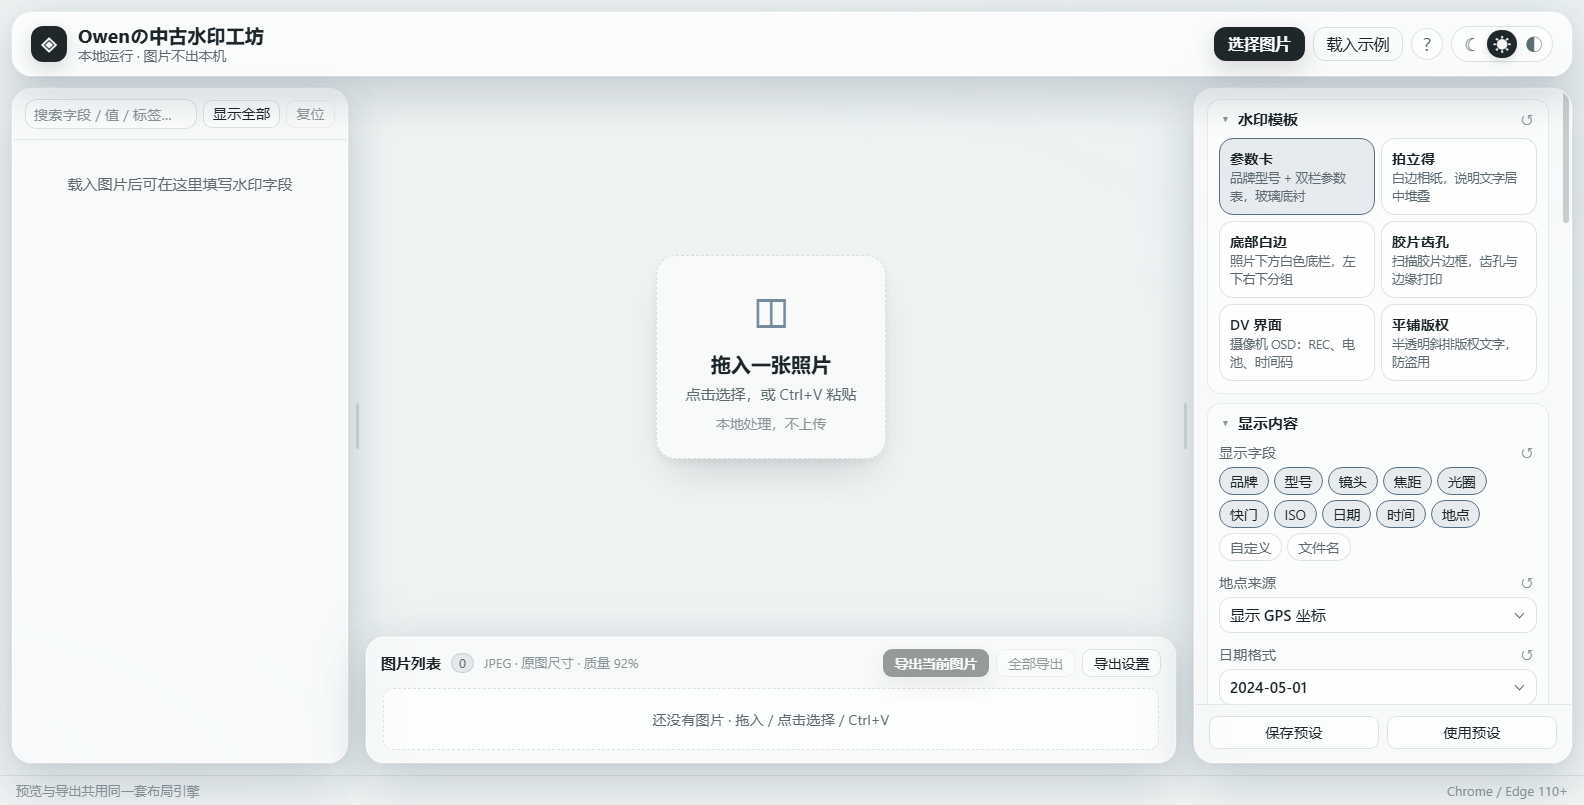 Owenの中古水印工坊
本地运行 · 图片不出本机
选择图片
载入示例
?
搜索字段 / 值 / 标签...
显示全部
复位
载入图片后可在这里填写水印字段
拖入一张照片
点击选择，或 Ctrl+V 粘贴
本地处理，不上传
图片列表
0
JPEG · 原图尺寸 · 质量 92%
导出当前图片
全部导出
导出设置
还没有图片 · 拖入 / 点击选择 / Ctrl+V
水印模板
参数卡
品牌型号 + 双栏参数
表，玻璃底衬
拍立得
白边相纸，说明文字居
中堆叠
底部白边
照片下方白色底栏，左
下右下分组
胶片齿孔
扫描胶片边框，齿孔与
边缘打印
DV 界面
摄像机 OSD：REC、电
池、时间码
平铺版权
半透明斜排版权文字，
防盗用
显示内容
显示字段
品牌
型号
镜头
焦距
光圈
快门
ISO
日期
时间
地点
自定义
文件名
地点来源
显示 GPS 坐标
日期格式
2024-05-01
保存预设
使用预设
预览与导出共用同一套布局引擎
Chrome / Edge 110+